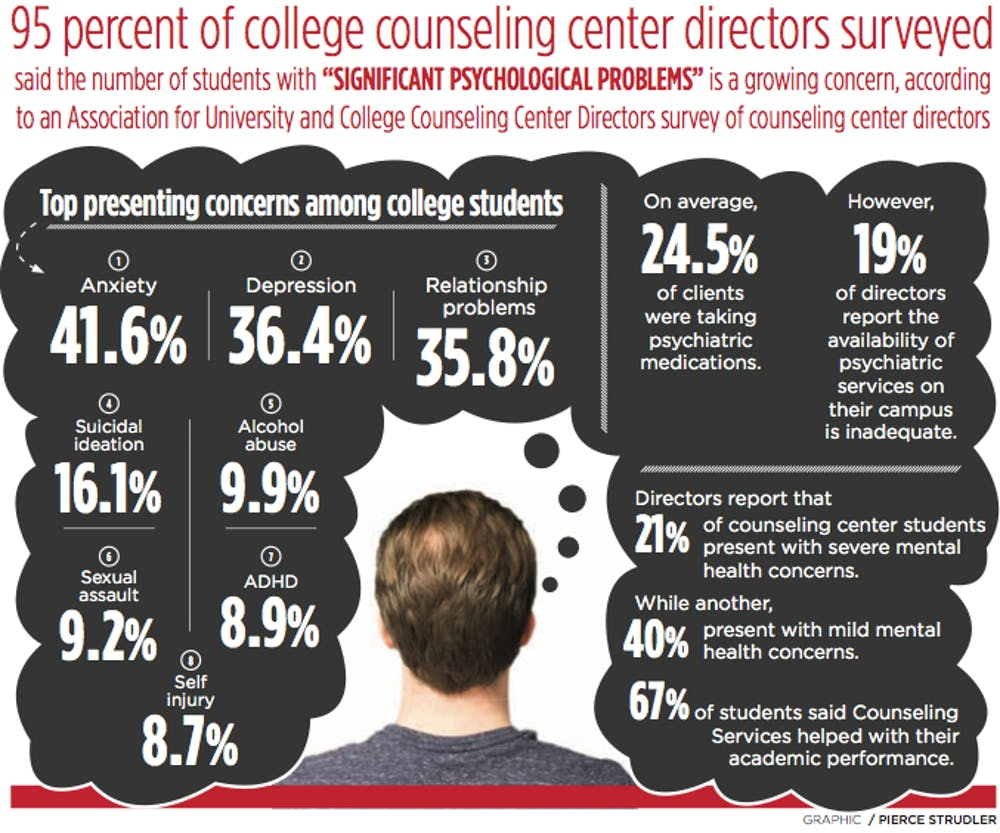 95 percent of college counseling center directors surveyed
said the number of students with “SIGNIFICANT PSYCHOLOGICAL PROBLEMS” is a growing concern, according
to an Association for University and College Counseling Center Directors survey of counseling center directors
Top presenting concerns among college students
1
Anxiety
41.6%
2
Depression
36.4%
3
Relationship
problems
35.8%
4
Suicidal
ideation
16.1%
5
Alcohol
abuse
9.9%
6
Sexual
assault
9.2%
7
ADHD
8.9%
8
Self
injury
8.7%
On average,
24.5%
of clients
were taking
psychiatric
medications.
However,
19%
of directors
report the
availability of
psychiatric
services on
their campus
is inadequate.
Directors report that
21% of counseling center students
present with severe mental
health concerns.
While another,
40% present with mild mental
health concerns.
67% of students said Counseling
Services helped with their
academic performance.
GRAPHIC / PIERCE STRUDLER